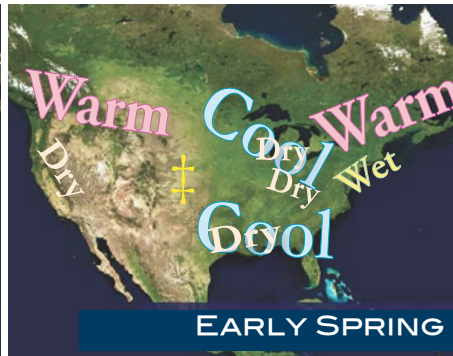 Warm
Cool
Warm
Dry
Dry
Dry
Wet
‡
‡
Cool
Dry
EARLY SPRING